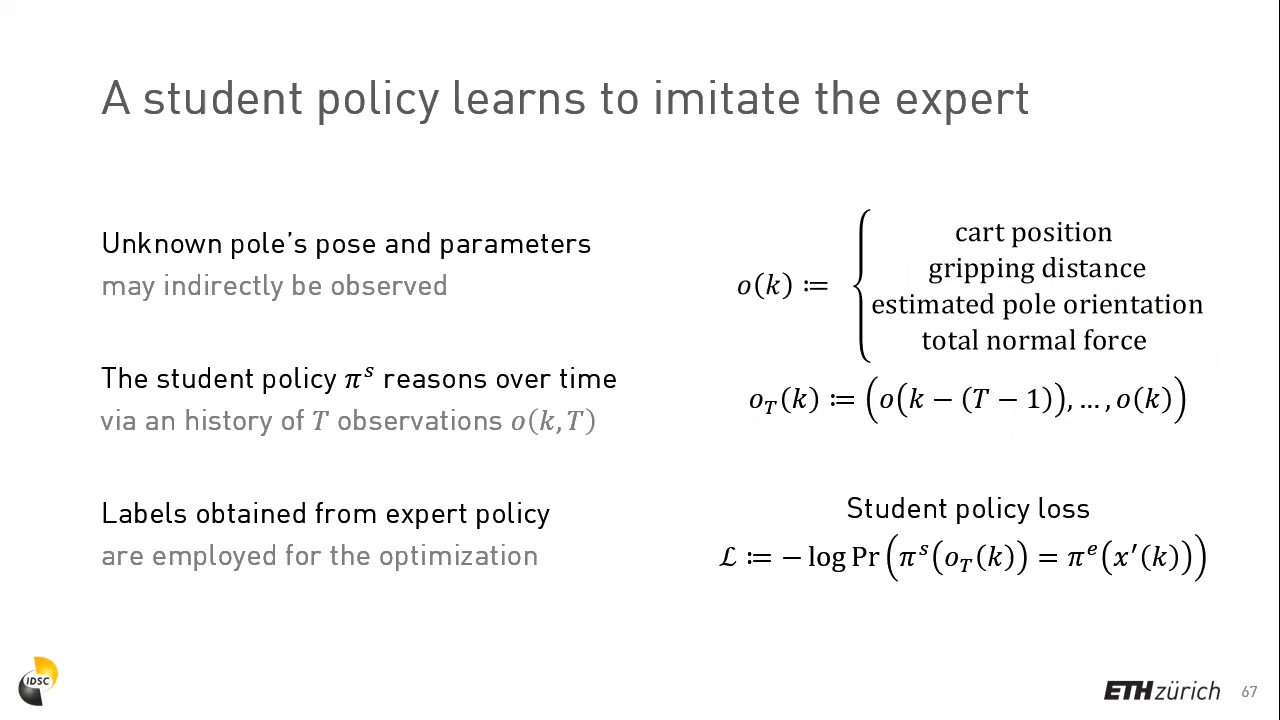 A student policy learns to imitate the expert
Unknown pole's pose and parameters
may indirectly be observed
o(k) ≔ {
cart position
gripping distance
estimated pole orientation
total normal force
The student policy πˢ reasons over time
via an history of T observations o(k, T)
o_T(k) ≔ (o(k − (T − 1)), … , o(k))
Labels obtained from expert policy
are employed for the optimization
Student policy loss
ℒ ≔ − log Pr (πˢ(o_T(k)) = πᵉ(x′(k)))
IDSC
ETH zürich
67